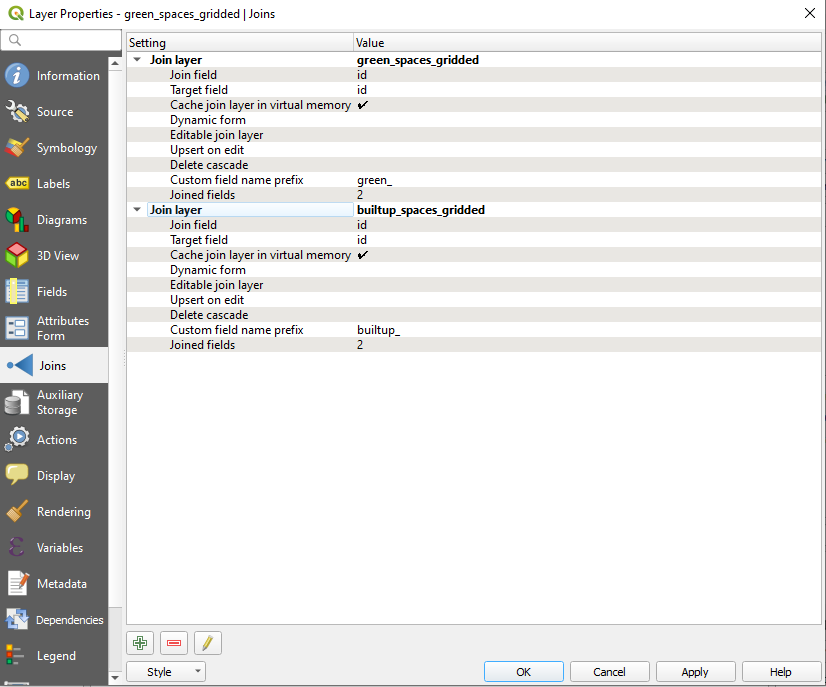 Layer Properties - green_spaces_gridded | Joins
Setting Value
Join layer green_spaces_gridded
Join field id
Target field id
Cache join layer in virtual memory ✔
Dynamic form
Editable join layer
Upsert on edit
Delete cascade
Custom field name prefix green_
Joined fields 2
Join layer builtup_spaces_gridded
Join field id
Target field id
Cache join layer in virtual memory ✔
Dynamic form
Editable join layer
Upsert on edit
Delete cascade
Custom field name prefix builtup_
Joined fields 2
Information
Source
Symbology
abc Labels
Diagrams
3D View
Fields
Attributes
Form
Joins
Auxiliary
Storage
Actions
Display
Rendering
Variables
Metadata
Dependencies
Legend
Style OK Cancel Apply Help